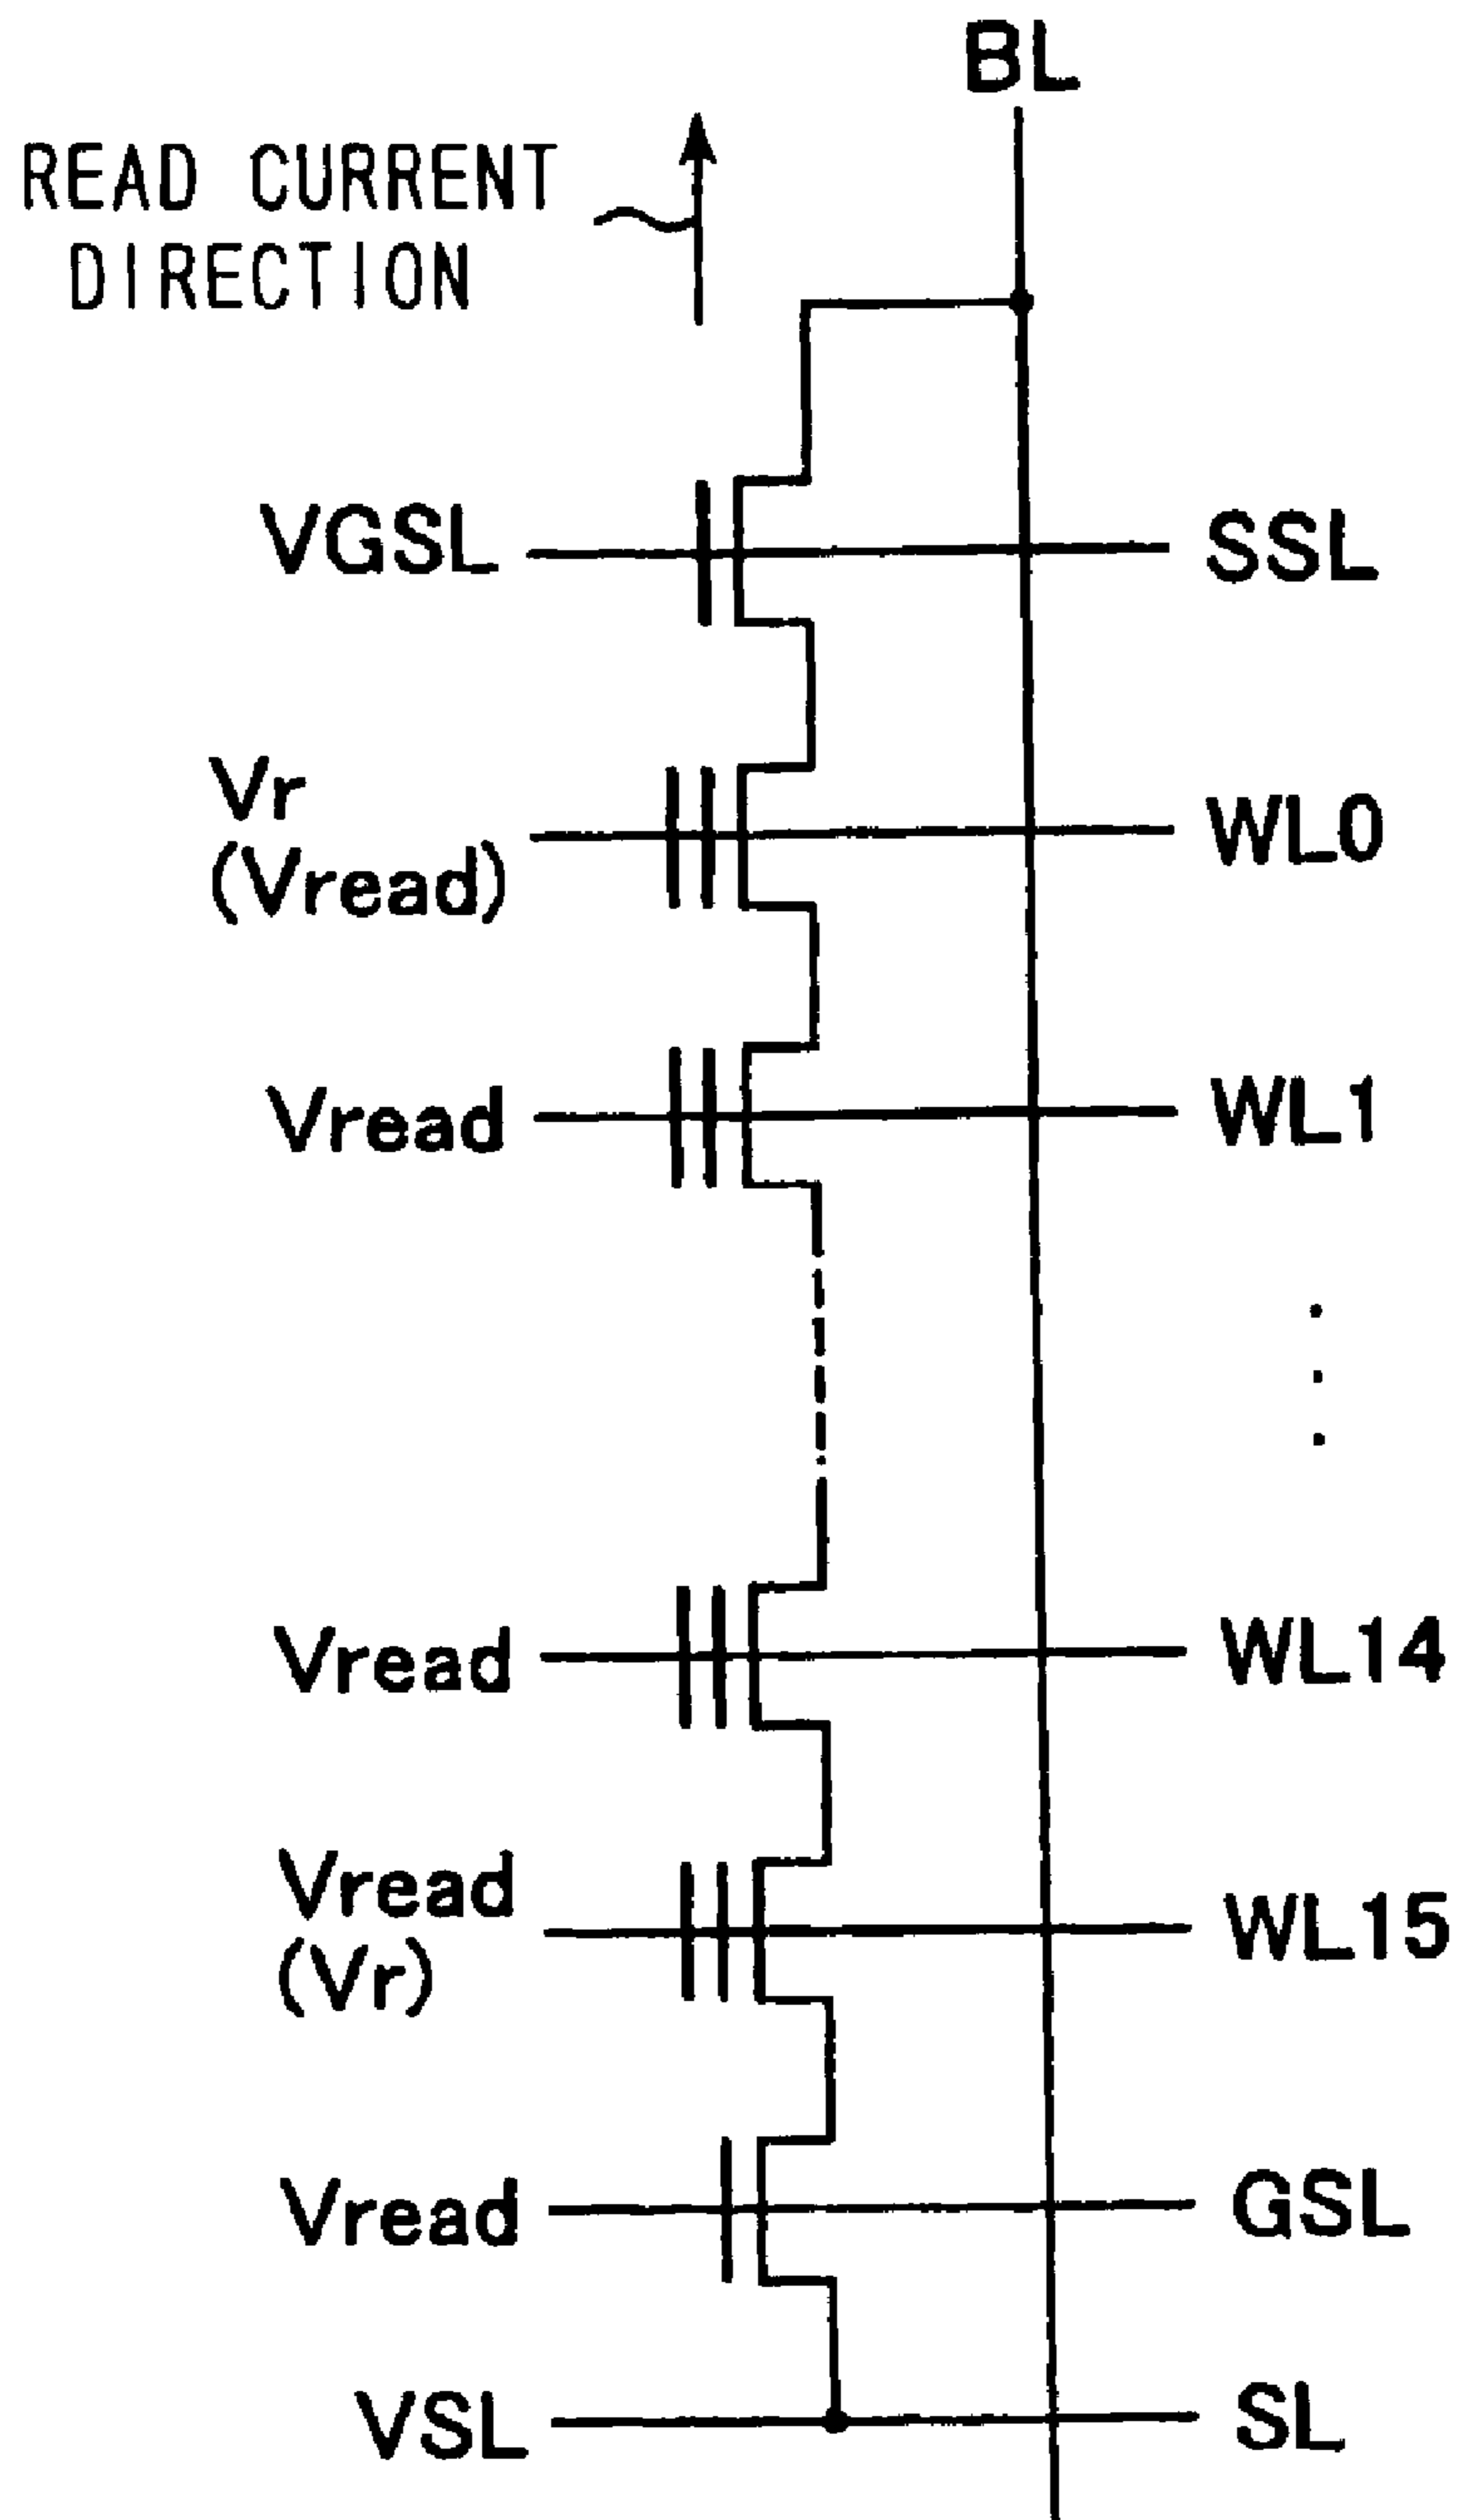 BL
READ CURRENT
DIRECTION
VGSL
SSL
Vr
(Vread)
WL0
Vread
WL1
Vread
WL14
Vread
(Vr)
WL15
Vread
GSL
VSL
SL